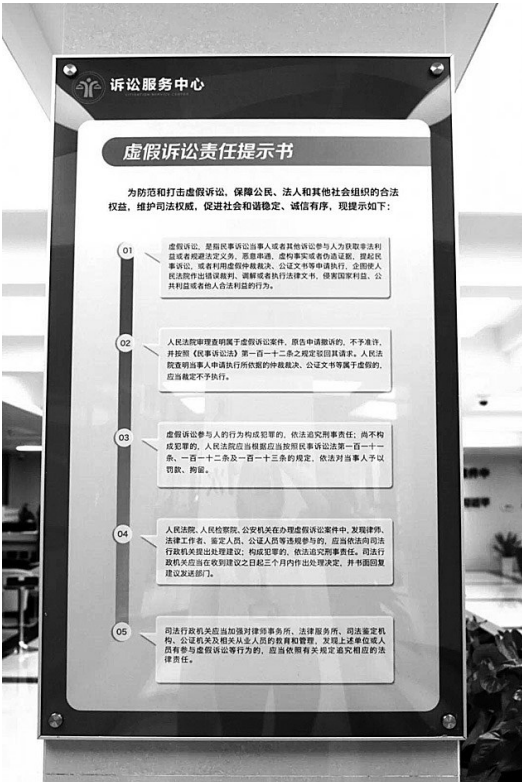 诉讼服务中心
LITIGATION SERVICE CENTER
虚假诉讼责任提示书
为防范和打击虚假诉讼，保障公民、法人和其他社会组织的合法
权益，维护司法权威，促进社会和谐稳定、诚信有序，现提示如下：
01
虚假诉讼，是指民事诉讼当事人或者其他诉讼参与人为获取非法利
益或者规避法定义务，恶意串通，虚构事实或者伪造证据，提起民
事诉讼，或者利用虚假仲裁裁决、公证文书等申请执行，企图使人
民法院作出错误裁判、调解或者执行法律文书，侵害国家利益、公
共利益或者他人合法利益的行为。
02
人民法院审理查明属于虚假诉讼案件，原告申请撤诉的，不予准许，
并按照《民事诉讼法》第一百一十二条之规定驳回其请求。人民法
院查明当事人申请执行所依据的仲裁裁决、公证文书等属于虚假的，
应当裁定不予执行。
03
虚假诉讼参与人的行为构成犯罪的，依法追究刑事责任；尚不构
成犯罪的，人民法院应当根据应当按照民事诉讼法第一百一十一
条、一百一十二条及一百一十三条的规定，依法对当事人予以
罚款、拘留。
04
人民法院、人民检察院、公安机关在办理虚假诉讼案件中，发现律师、
法律工作者、鉴定人员、公证人员等违规参与的，应当依法向司法
行政机关提出处理建议；构成犯罪的，依法追究刑事责任。司法行
政机关应当在收到建议之日起三个月内作出处理决定，并书面回复
建议发送部门。
05
司法行政机关应当加强对律师事务所、法律服务所、司法鉴定机
构、公证机关及相关从业人员的教育和管理，发现上述单位或人
员有参与虚假诉讼等行为的，应当依照有关规定追究相应的法
律责任。